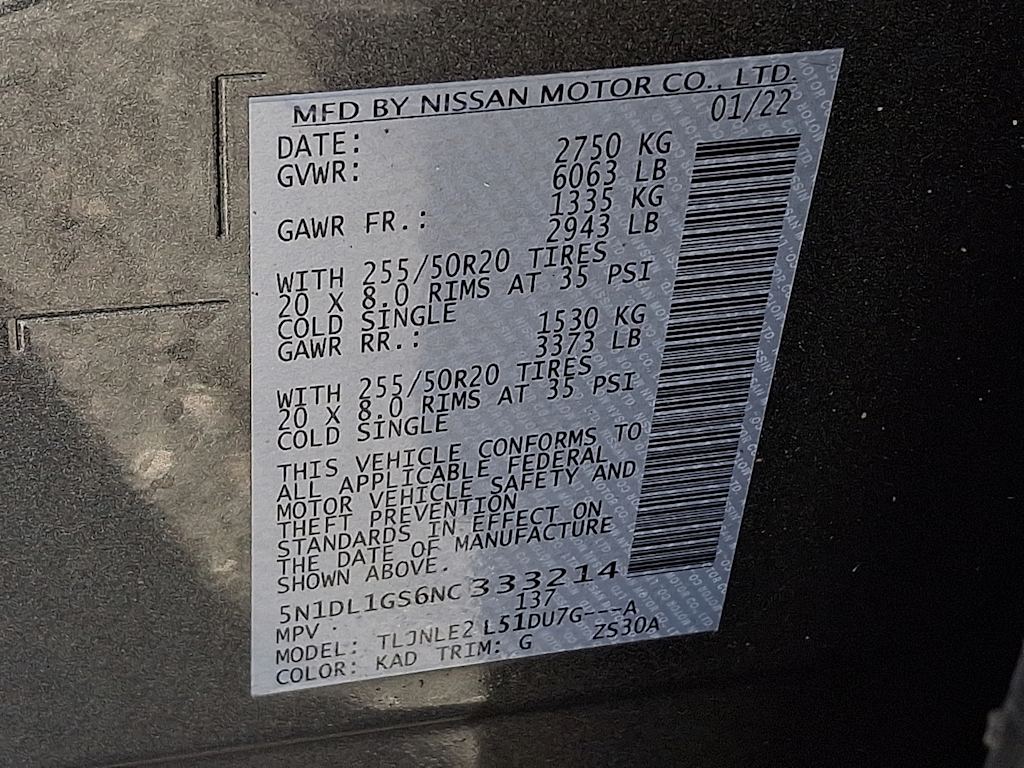 MFD BY NISSAN MOTOR CO., LTD.
DATE: 01/22
GVWR: 2750 KG
6063 LB
GAWR FR.: 1335 KG
2943 LB
WITH 255/50R20 TIRES
20 X 8.0 RIMS AT 35 PSI
COLD SINGLE
GAWR RR.: 1530 KG
3373 LB
WITH 255/50R20 TIRES
20 X 8.0 RIMS AT 35 PSI
COLD SINGLE
THIS VEHICLE CONFORMS TO
ALL APPLICABLE FEDERAL
MOTOR VEHICLE SAFETY AND
THEFT PREVENTION
STANDARDS IN EFFECT ON
THE DATE OF MANUFACTURE
SHOWN ABOVE.
5N1DL1GS6NC333214
MPV 137
MODEL: TLJNLE2L51DU7G---A
COLOR: KAD TRIM: G ZS30A